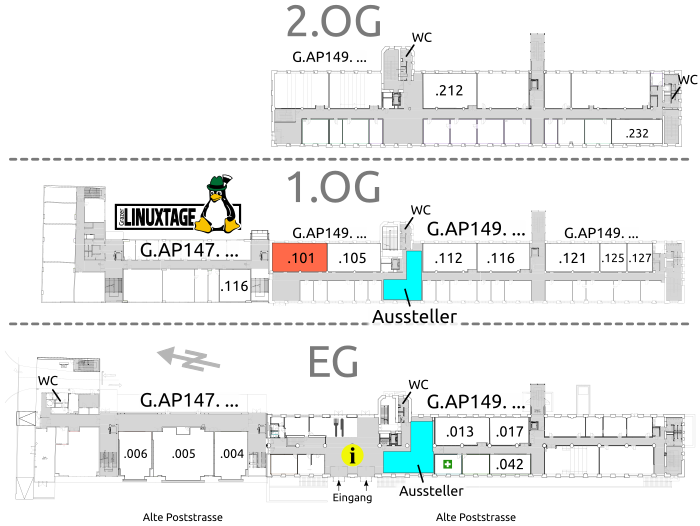 2.OG
WC
G.AP149. ...
WC
.212
.232
Grazer
LINUXTAGE
1.OG
WC
G.AP147. ...
G.AP149. ...
G.AP149. ...
G.AP149. ...
.101
.105
.112
.116
.121
.125
.127
.116
Aussteller
EG
WC
WC
G.AP147. ...
G.AP149. ...
.006
.005
.004
i
.013
.017
.042
Eingang
Aussteller
Alte Poststrasse
Alte Poststrasse